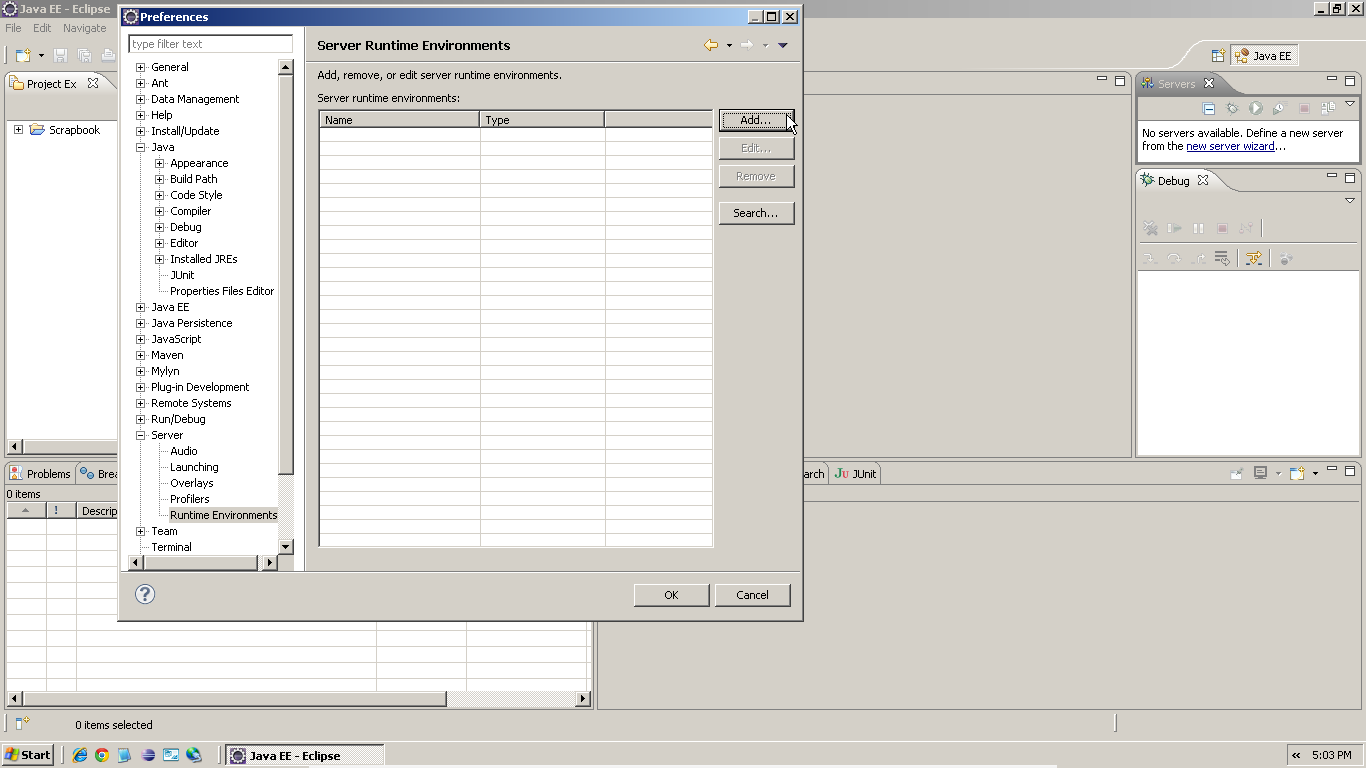 Java EE - Eclipse
File Edit Navigate
Preferences
type filter text
General
Ant
Data Management
Help
Install/Update
Java
Appearance
Build Path
Code Style
Compiler
Debug
Editor
Installed JREs
JUnit
Properties Files Editor
Java EE
Java Persistence
JavaScript
Maven
Mylyn
Plug-in Development
Remote Systems
Run/Debug
Server
Audio
Launching
Overlays
Profilers
Runtime Environments
Team
Terminal
Server Runtime Environments
Add, remove, or edit server runtime environments.
Server runtime environments:
Name Type
Add...
Edit...
Remove
Search...
OK Cancel
Project Ex
Scrapbook
Java EE
Servers
No servers available. Define a new server
from the new server wizard...
Debug
Problems Brea
0 items
! Descrip
arch JU JUnit
0 items selected
Start Java EE - Eclipse « 5:03 PM